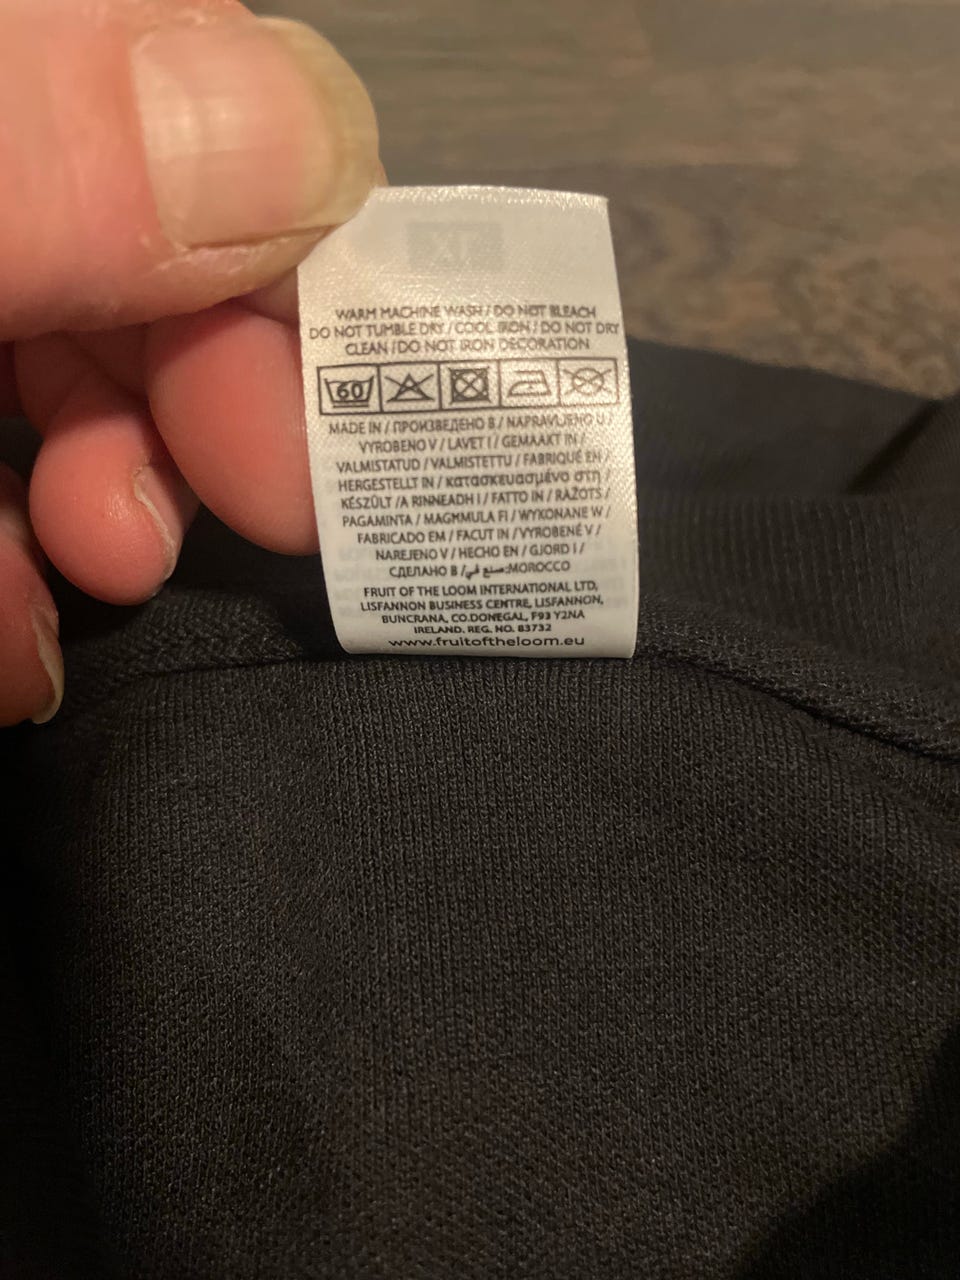 WARM MACHINE WASH / DO NOT BLEACH
DO NOT TUMBLE DRY / COOL IRON / DO NOT DRY
CLEAN / DO NOT IRON DECORATION
60
MADE IN / ПРОИЗВЕДЕНО В / NAPRAVLJENO U /
VYROBENO V / LAVET I / GEMAAKT IN /
VALMISTATUD / VALMISTETTU / FABRIQUÉ EN /
HERGESTELLT IN / κατασκευασμένο στη /
KÉSZÜLT /A RINNEADH I / FATTO IN / RAŽOTS /
PAGAMINTA / MAGĦMULA FI / WYKONANE W /
FABRICADO EM / FACUT IN / VYROBENÉ V /
NAREJENO V / HECHO EN / GJORD I /
СДЕЛАНО В / صنع في:MOROCCO
FRUIT OF THE LOOM INTERNATIONAL LTD,
LISFANNON BUSINESS CENTRE, LISFANNON,
BUNCRANA, CO.DONEGAL, F93 Y2NA
IRELAND. REG. NO. 83732
www.fruitoftheloom.eu